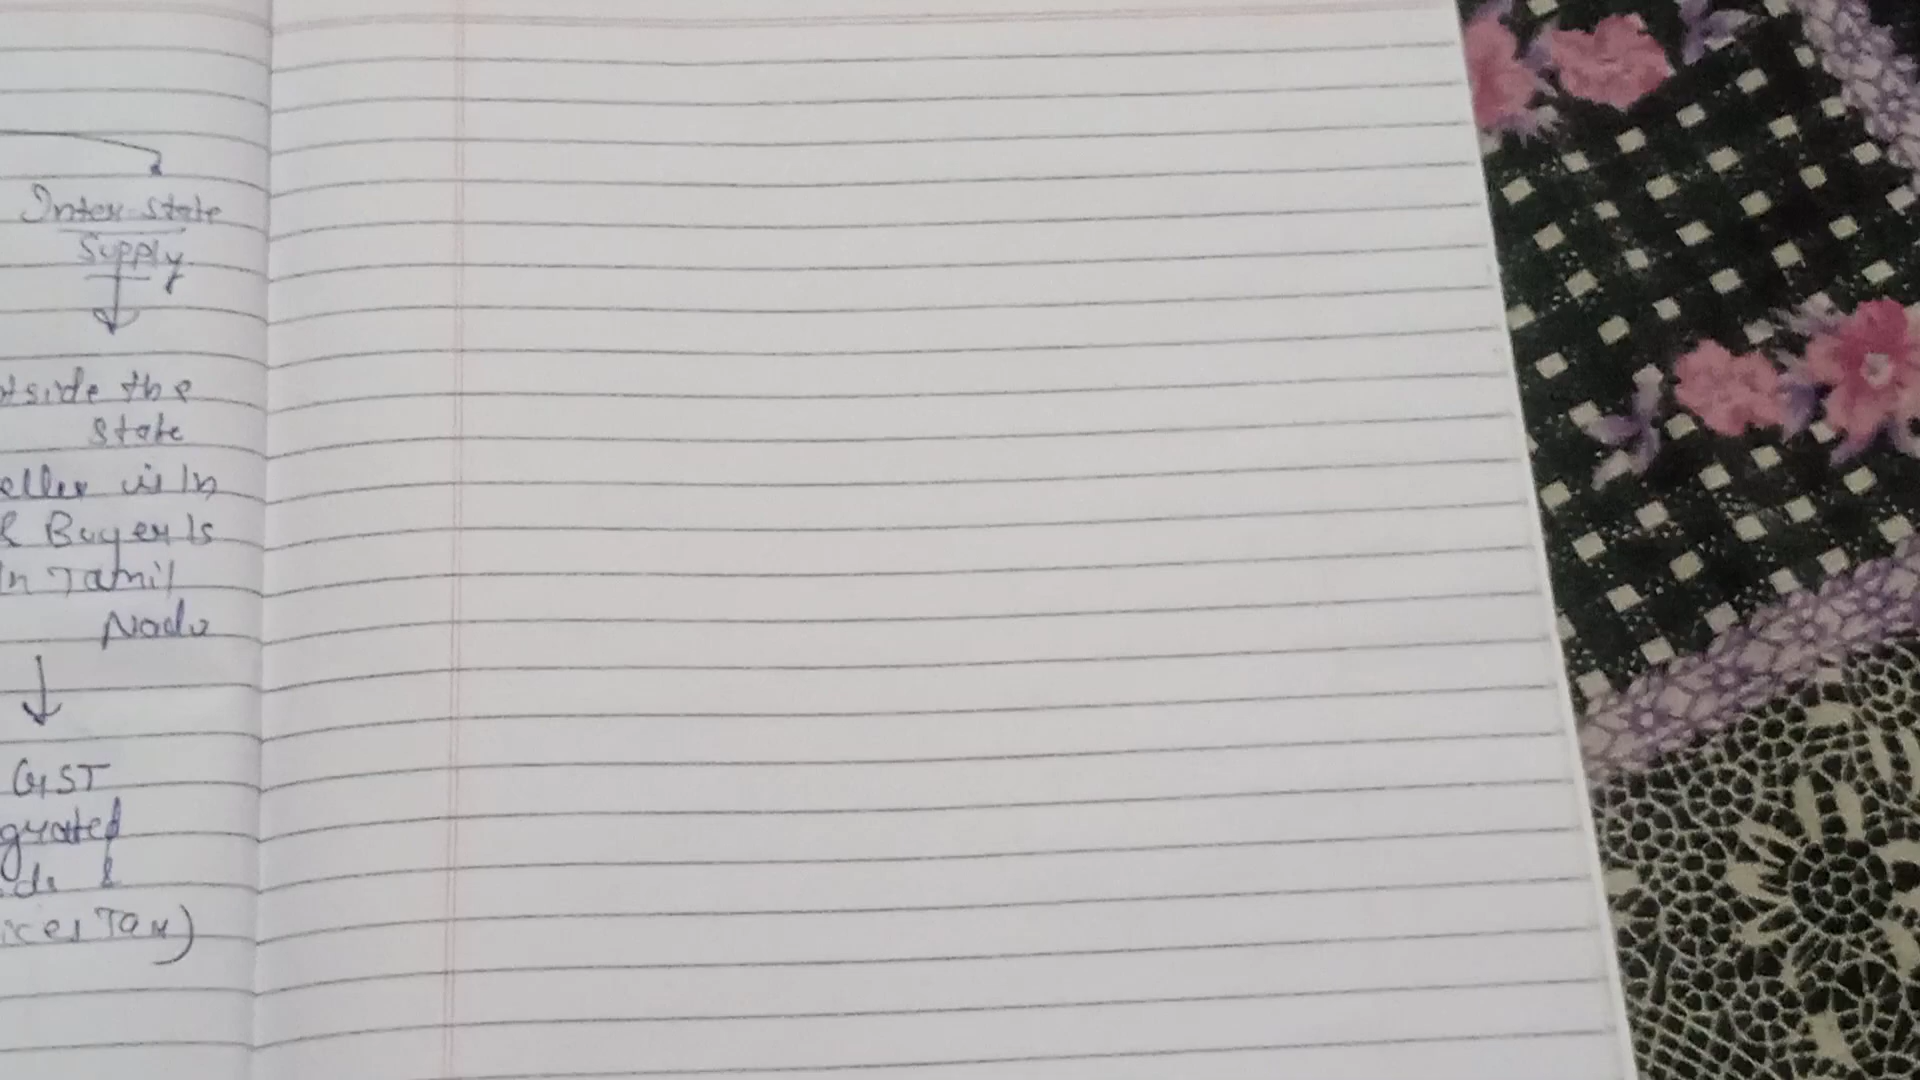 Inter-state
Supply
tside the
state
eller is In
& Buyer Is
In Tamil
Nadu
GST
grated
ds &
ices Tax)